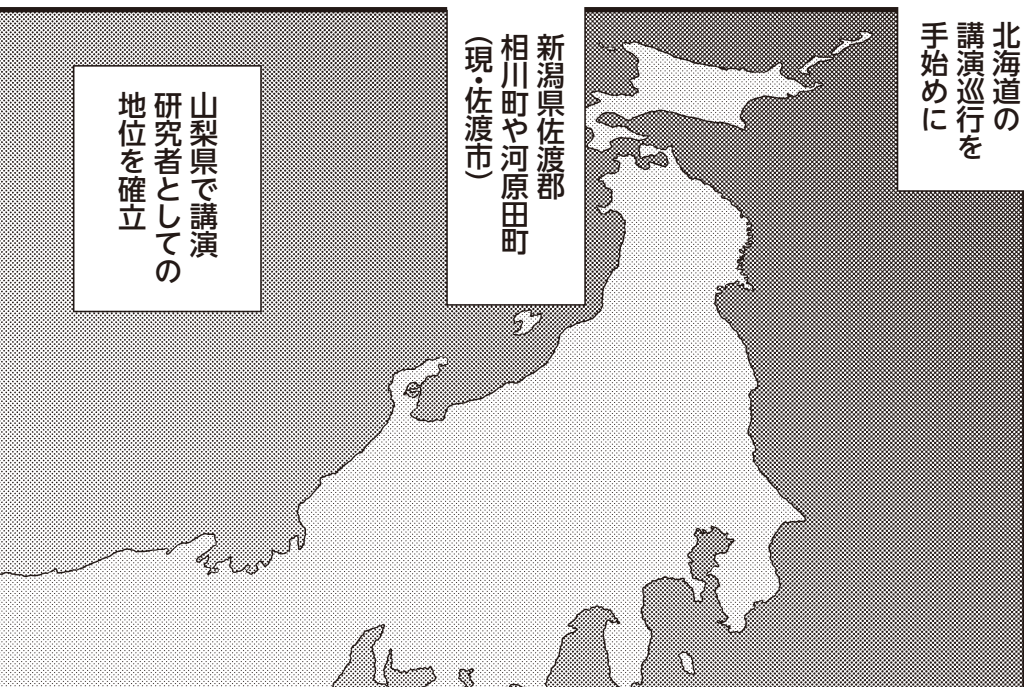 北海道の
講演巡行を
手始めに
新潟県佐渡郡
相川町や河原田町
(現・佐渡市)
山梨県で講演
研究者としての
地位を確立